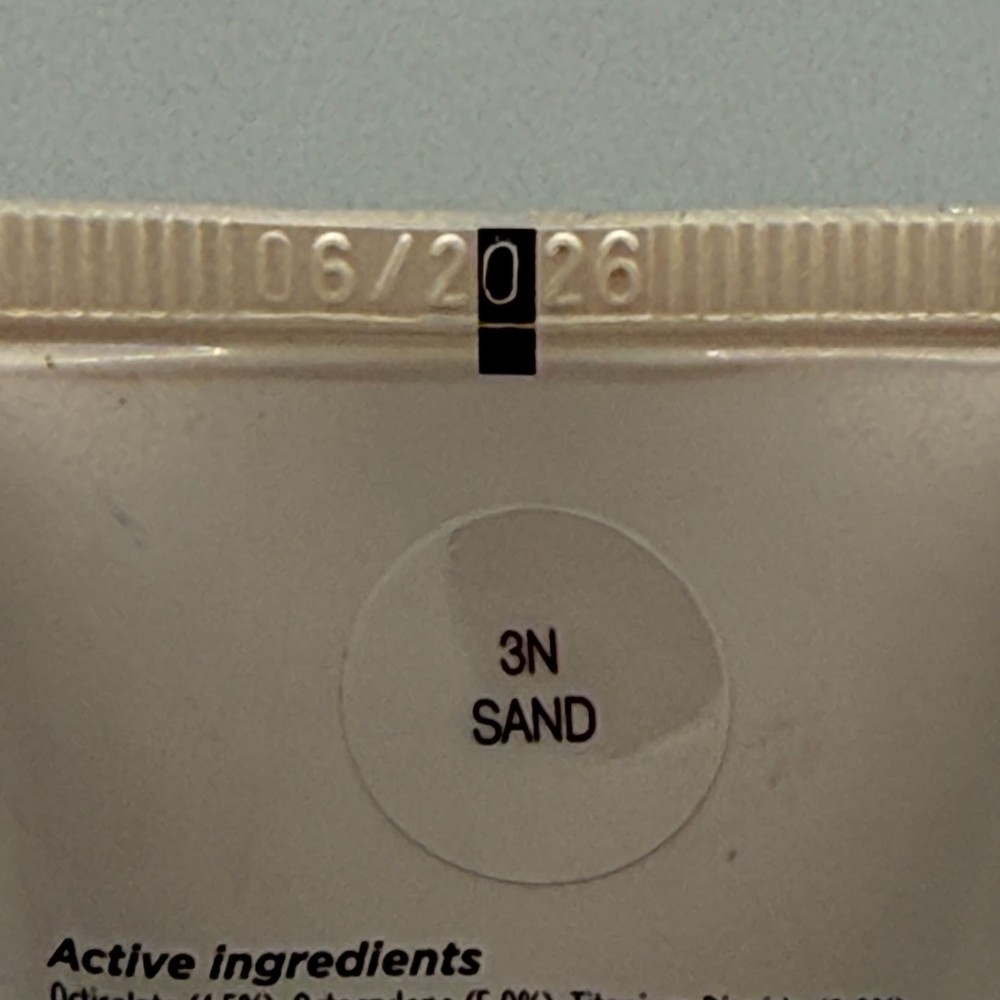 06/2026
3N
SAND
Active ingredients